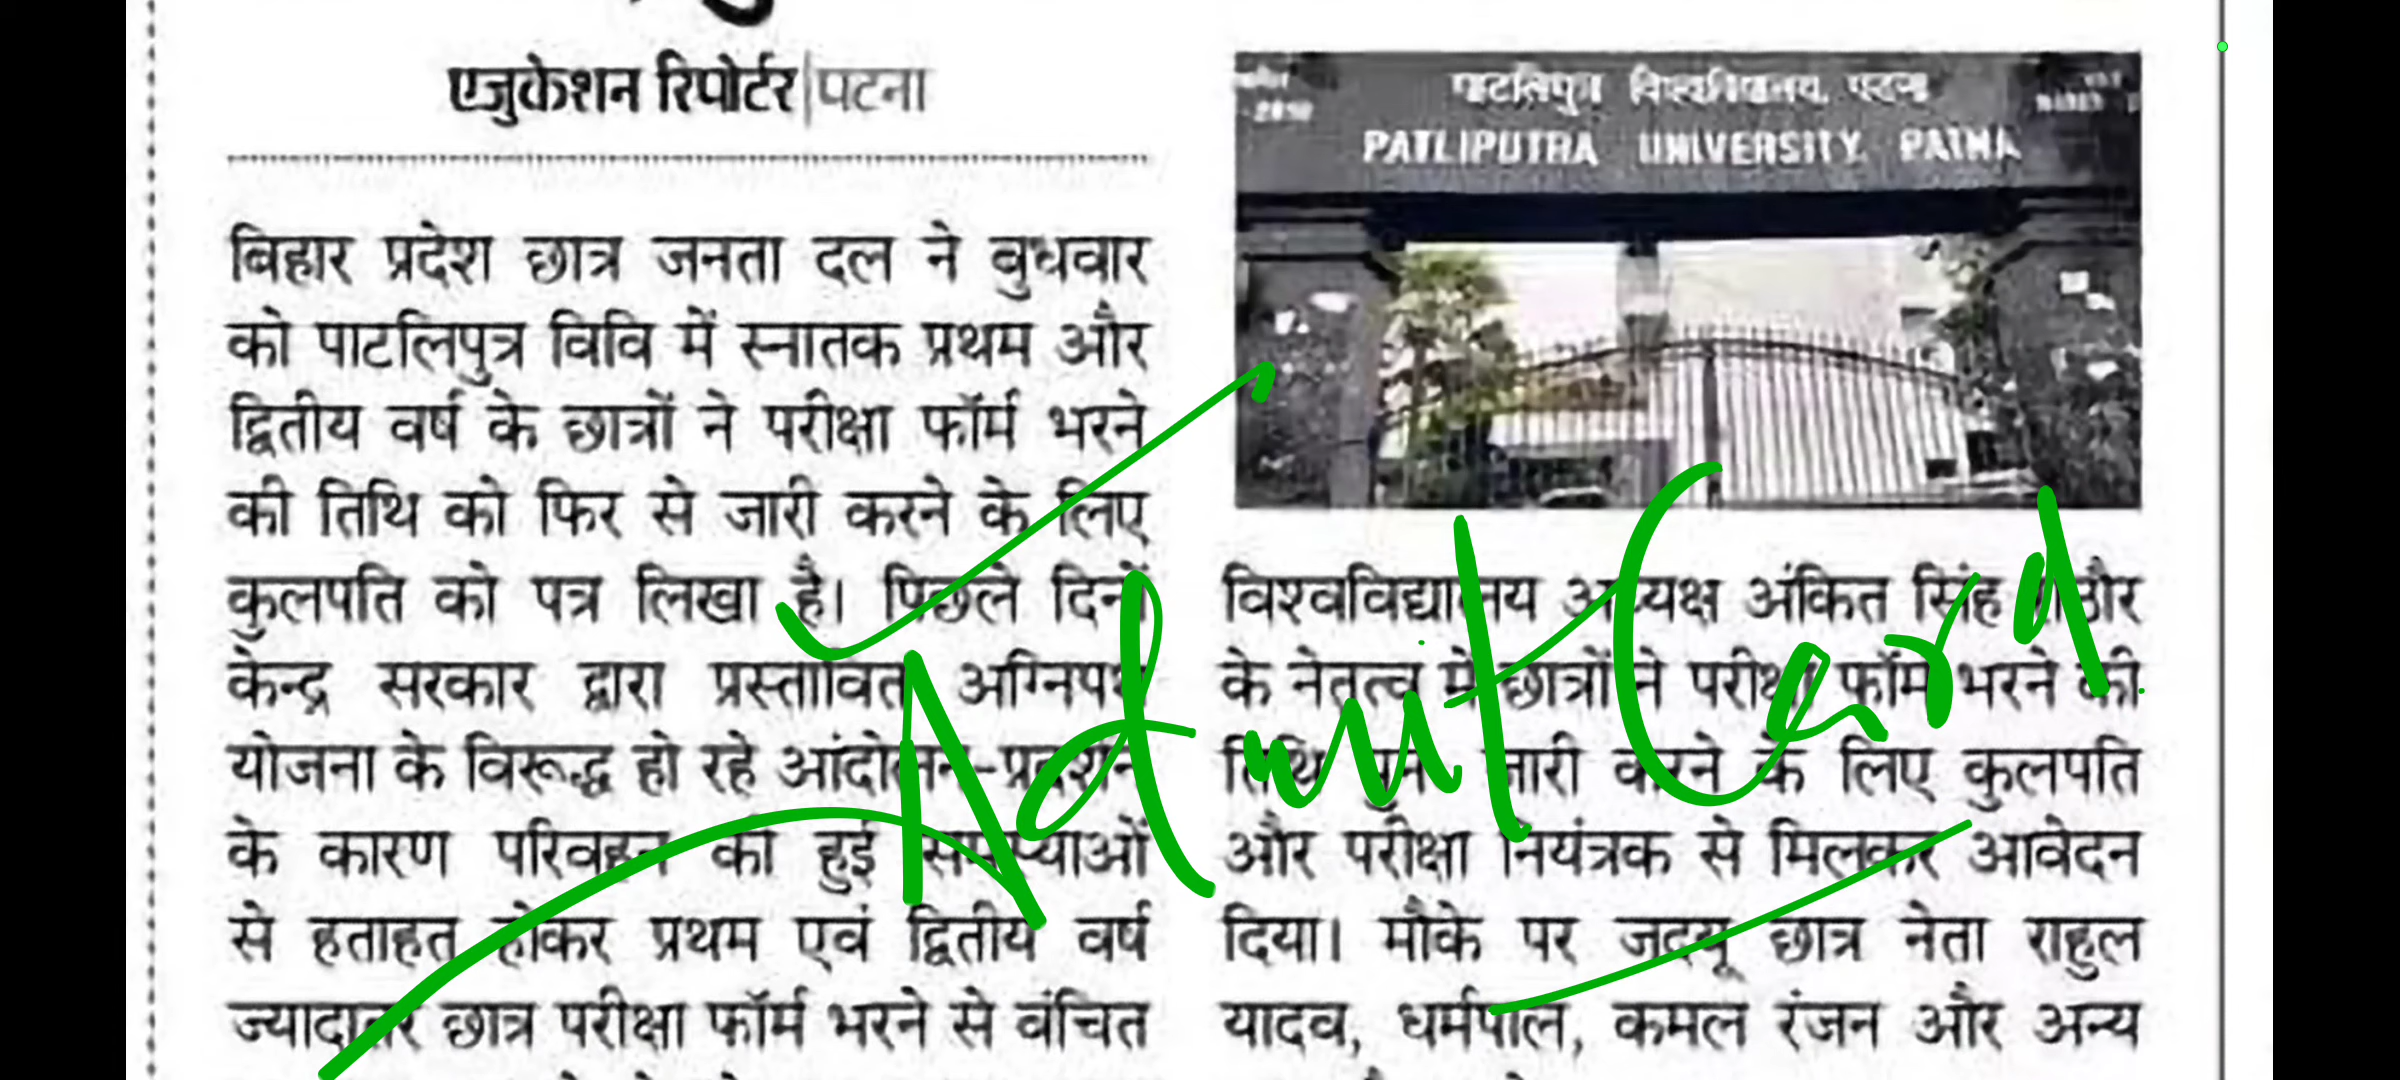 एजुकेशन रिपोर्टर|पटना
बिहार प्रदेश छात्र जनता दल ने बुधवार
को पाटलिपुत्र विवि में स्नातक प्रथम और
द्वितीय वर्ष के छात्रों ने परीक्षा फॉर्म भरने
की तिथि को फिर से जारी करने के लिए
कुलपति को पत्र लिखा है। पिछले दिनों
केन्द्र सरकार द्वारा प्रस्तावित अग्निपथ
योजना के विरूद्ध हो रहे आंदोलन-प्रदर्शन
के कारण परिवहन की हुई समस्याओं
से हताहत होकर प्रथम एवं द्वितीय वर्ष
ज्यादातर छात्र परीक्षा फॉर्म भरने से वंचित
पाटलिपुत्र विश्वविद्यालय, पटना
PATLIPUTRA UNIVERSITY, PATNA
विश्वविद्यालय अध्यक्ष अंकित सिंह
के नेतृत्व में छात्रों ने परीक्षा फॉर्म भरने की
तिथि जारी करने के लिए कुलपति
और परीक्षा नियंत्रक से मिलकर आवेदन
दिया। मौके पर जदयू छात्र नेता राहुल
यादव, धर्मपाल, कमल रंजन और अन्य
Admit Card